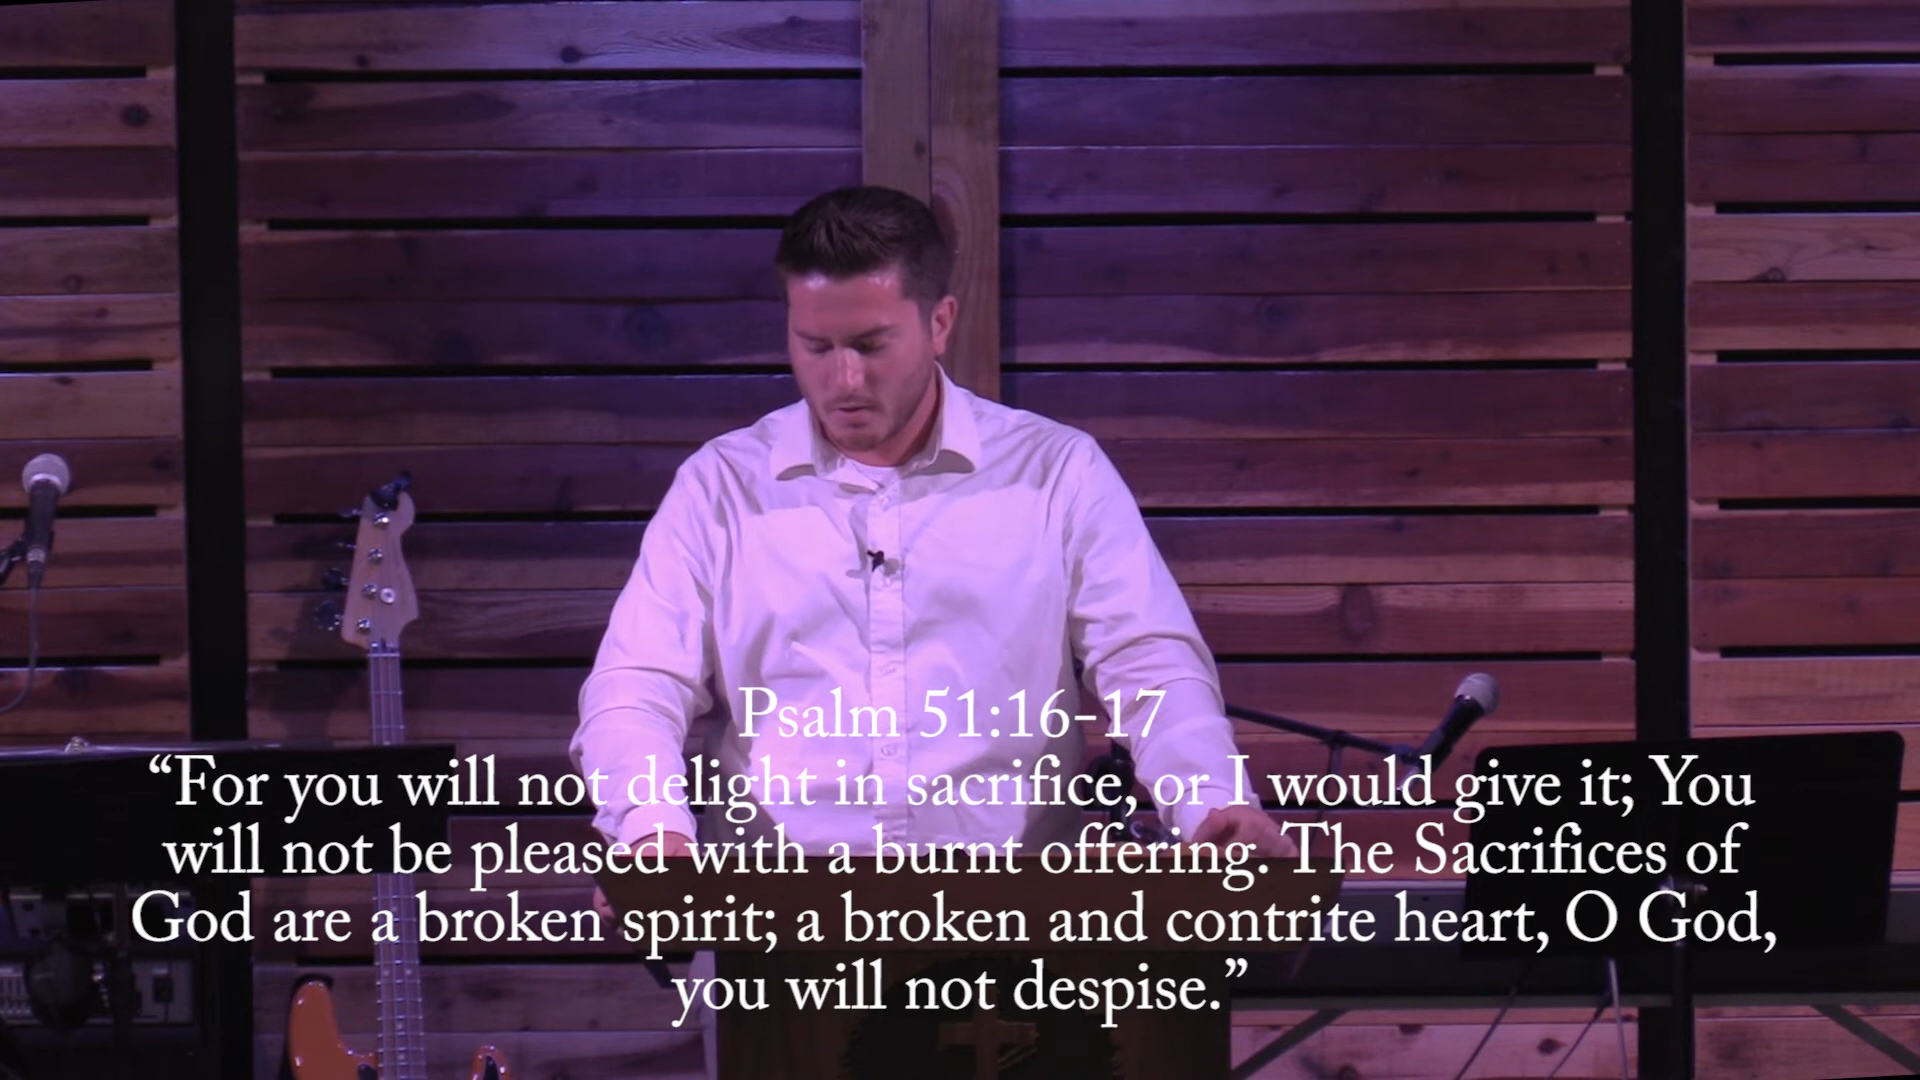 Psalm 51:16-17
“For you will not delight in sacrifice, or I would give it; You
will not be pleased with a burnt offering. The Sacrifices of
God are a broken spirit; a broken and contrite heart, O God,
you will not despise.”